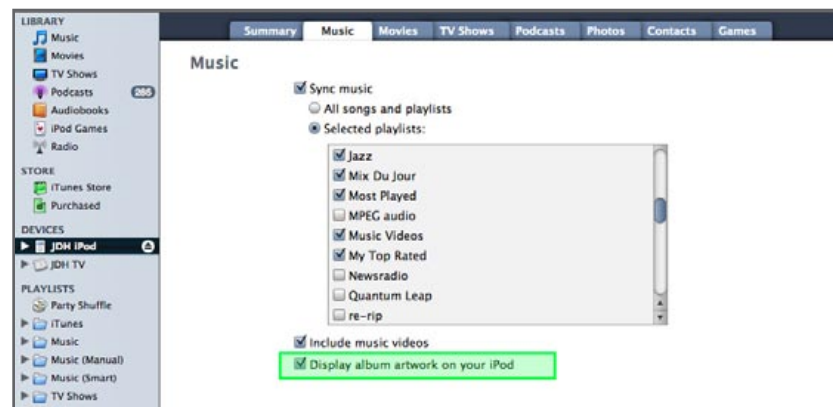 LIBRARY
Music
Movies
TV Shows
Podcasts 286
Audiobooks
iPod Games
Radio
STORE
iTunes Store
Purchased
DEVICES
JDH iPod
JDH TV
PLAYLISTS
Party Shuffle
iTunes
Music
Music (Manual)
Music (Smart)
TV Shows
Summary Music Movies TV Shows Podcasts Photos Contacts Games
Music
Sync music
All songs and playlists
Selected playlists:
Jazz
Mix Du Jour
Most Played
MPEG audio
Music Videos
My Top Rated
Newsradio
Quantum Leap
re-rip
Include music videos
Display album artwork on your iPod